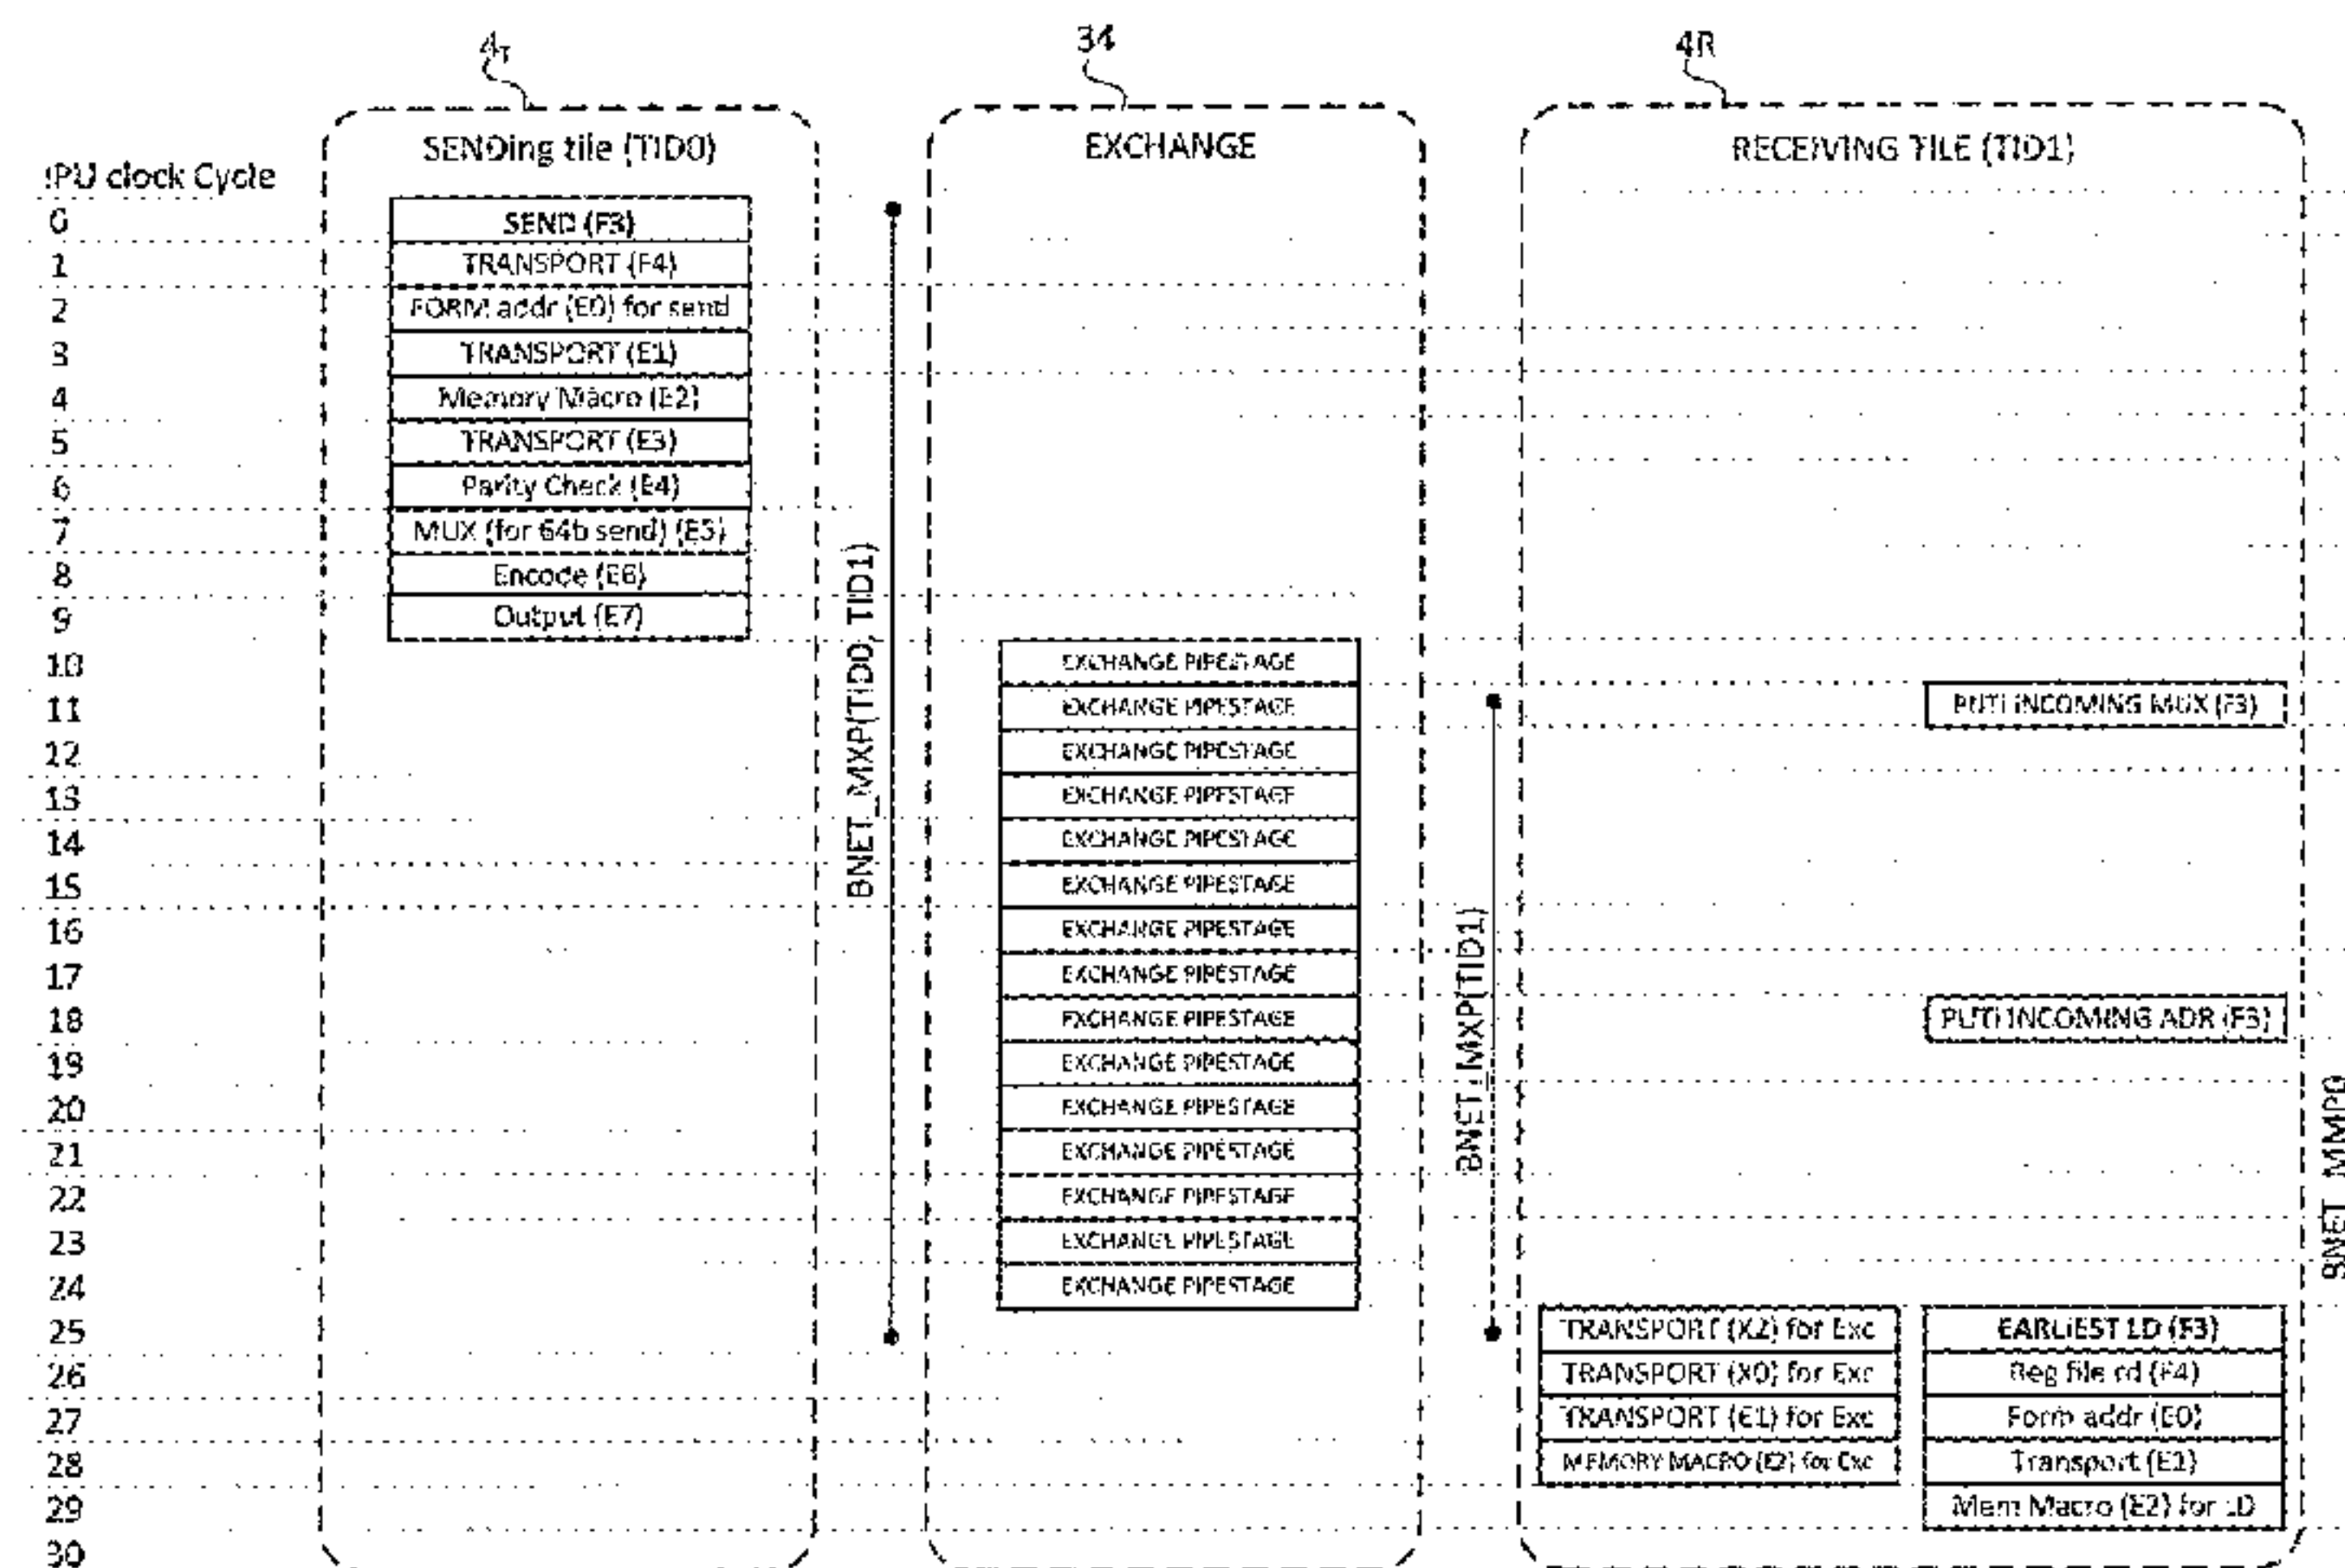 4T
34
4R
SENDing tile (TID0)
EXCHANGE
RECEIVING TILE (TID1)
IPU clock Cycle
0
SEND (F3)
1
TRANSPORT (F4)
2
FORM addr (E0) for send
3
TRANSPORT (E1)
4
Memory Macro (E2)
5
TRANSPORT (E3)
6
Parity Check (E4)
7
MUX (for 64b send) (E5)
8
Encode (E6)
9
Output (E7)
BNET_MXP(TID0, TID1)
10
EXCHANGE PIPESTAGE
11
EXCHANGE PIPESTAGE
PUTi INCOMING MUX (F3)
12
EXCHANGE PIPESTAGE
13
EXCHANGE PIPESTAGE
14
EXCHANGE PIPESTAGE
15
EXCHANGE PIPESTAGE
16
EXCHANGE PIPESTAGE
17
EXCHANGE PIPESTAGE
18
EXCHANGE PIPESTAGE
PUTi INCOMING ADR (F3)
19
EXCHANGE PIPESTAGE
20
EXCHANGE PIPESTAGE
21
EXCHANGE PIPESTAGE
22
EXCHANGE PIPESTAGE
23
EXCHANGE PIPESTAGE
24
EXCHANGE PIPESTAGE
BNET_MXP(TID1)
BNET_MMP0
25
TRANSPORT (X2) for Exc
EARLIEST LD (F3)
26
TRANSPORT (X0) for Exc
Reg file rd (F4)
27
TRANSPORT (E1) for Exc
Form addr (E0)
28
MEMORY MACRO (E2) for Exc
Transport (E1)
29
Mem Macro (E2) for LD
30